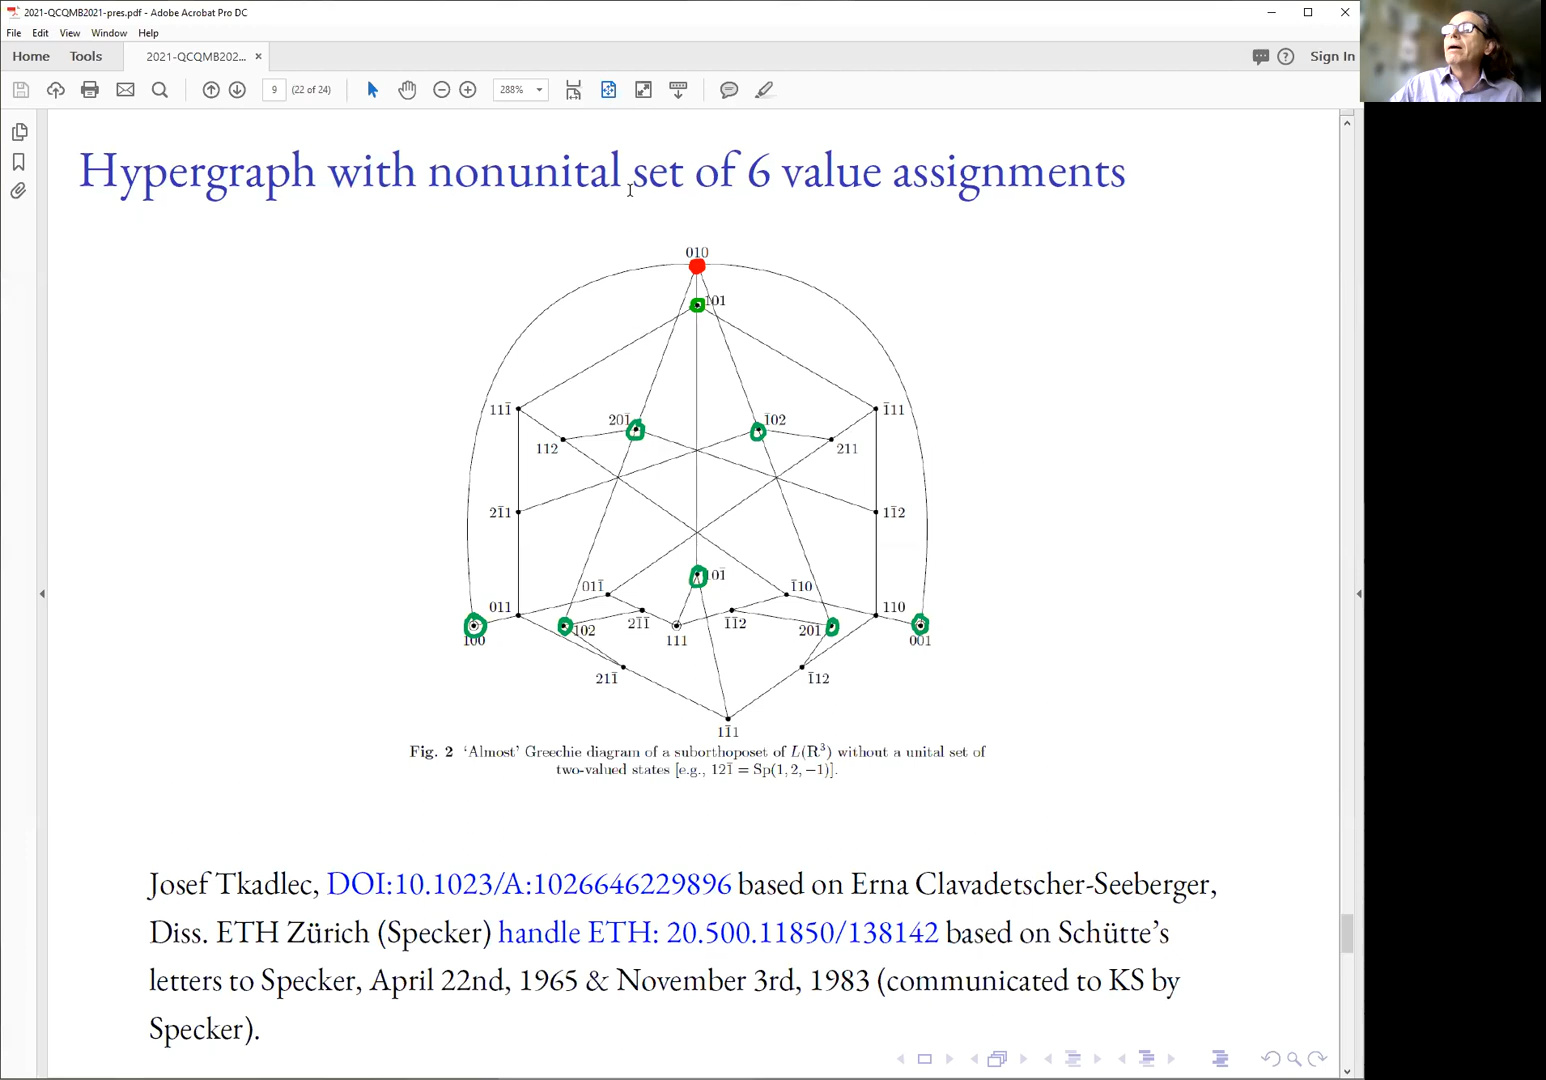 2021-QCQMB2021-pres.pdf - Adobe Acrobat Pro DC
File Edit View Window Help
Home Tools 2021-QCQMB202... × Sign In
9 (22 of 24) 288%
Hypergraph with nonunital set of 6 value assignments
010
101
111̅ 201̅ 1̅02 1̅11
112 211
21̅1 11̅2
101̅
011 011̅ 1̅10 110
100 102 21̅1̅ 111 1̅1̅2 201 001
211̅ 1̅12
11̅1
Fig. 2 ‘Almost’ Greechie diagram of a suborthoposet of L(R³) without a unital set of
two-valued states [e.g., 121̅ = Sp(1, 2, −1)].
Josef Tkadlec, DOI:10.1023/A:1026646229896 based on Erna Clavadetscher-Seeberger,
Diss. ETH Zürich (Specker) handle ETH: 20.500.11850/138142 based on Schütte’s
letters to Specker, April 22nd, 1965 & November 3rd, 1983 (communicated to KS by
Specker).